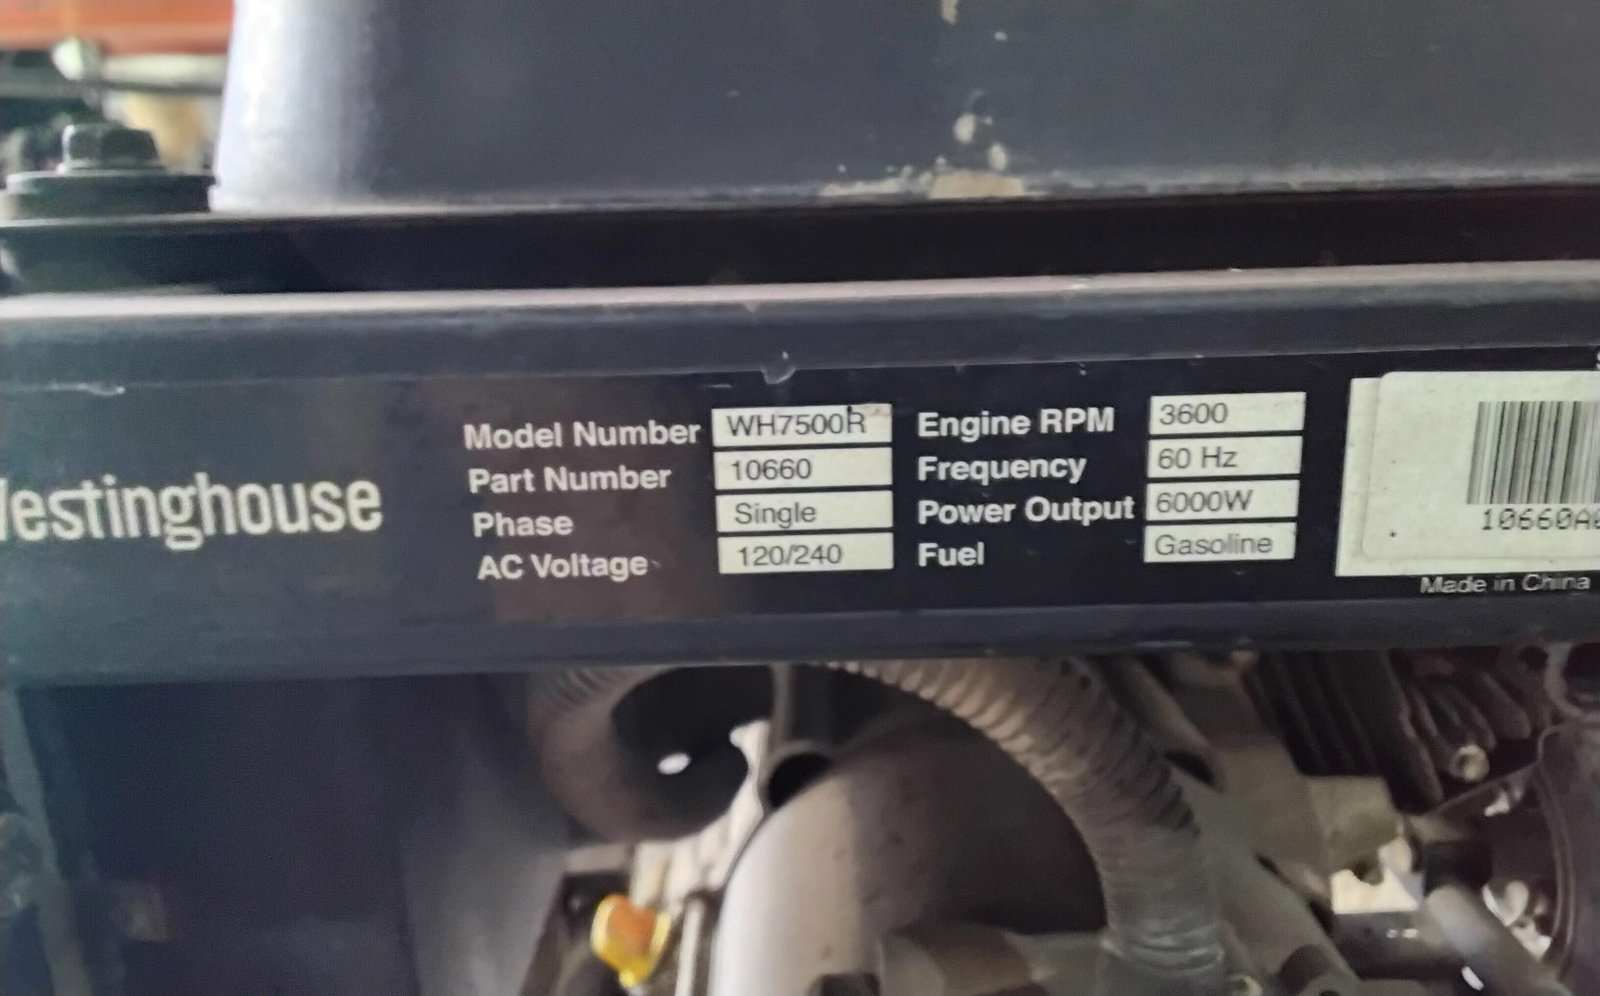 Westinghouse
Model Number WH7500R
Part Number 10660
Phase Single
AC Voltage 120/240
Engine RPM 3600
Frequency 60 Hz
Power Output 6000W
Fuel Gasoline
Made in China